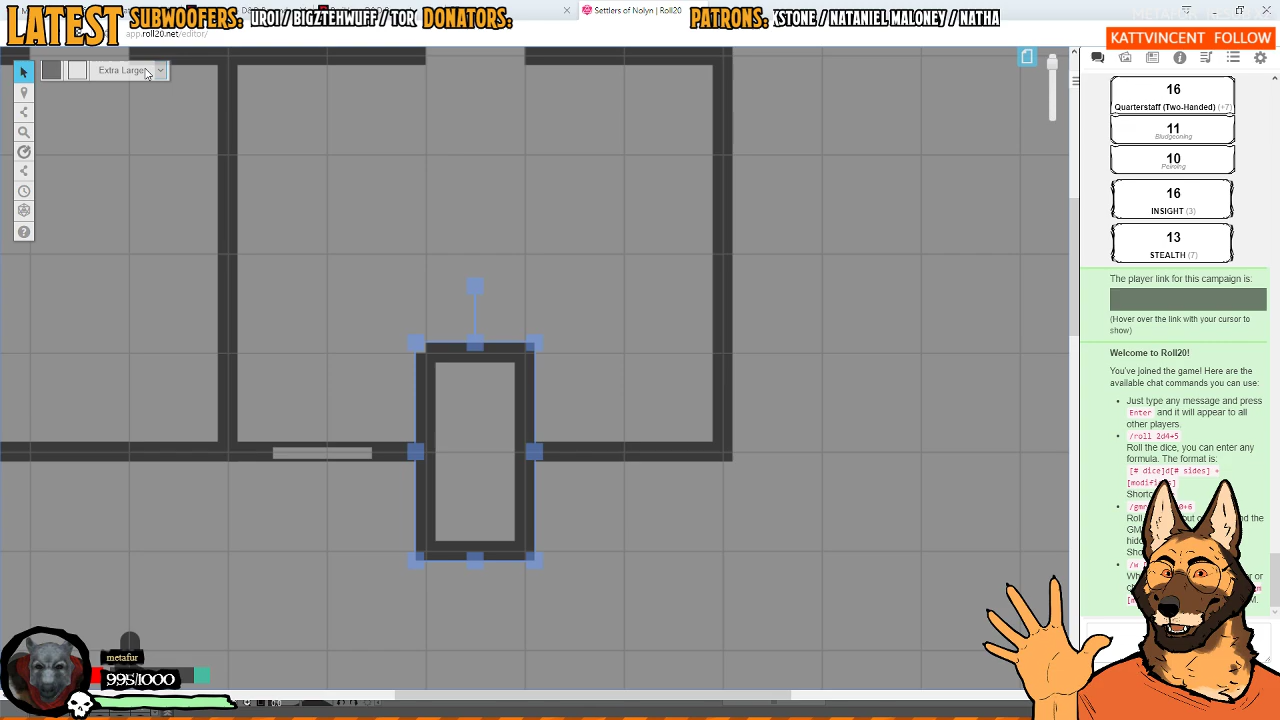 LATEST
SUBWOOFERS:
UROI / BIGZTEHWUFF / TOR
DONATORS:
Settlers of Nolyn | Roll20
PATRONS:
KSTONE / NATANIEL MALONEY / NATHA
app.roll20.net/editor/
KATTVINCENT FOLLOW
Extra Large
16
Quarterstaff (Two-Handed) (+7)
11
Bludgeoning
10
Peircing
16
INSIGHT (3)
13
STEALTH (7)
The player link for this campaign is:
(Hover over the link with your cursor to
show)
Welcome to Roll20!
You've joined the game! Here are the
available chat commands you can use:
Just type any message and press
Enter and it will appear to all
other players.
/roll 2d4+5
Roll the dice, you can enter any
formula. The format is:
[# dice]d[# sides] +
metafur
995/1000